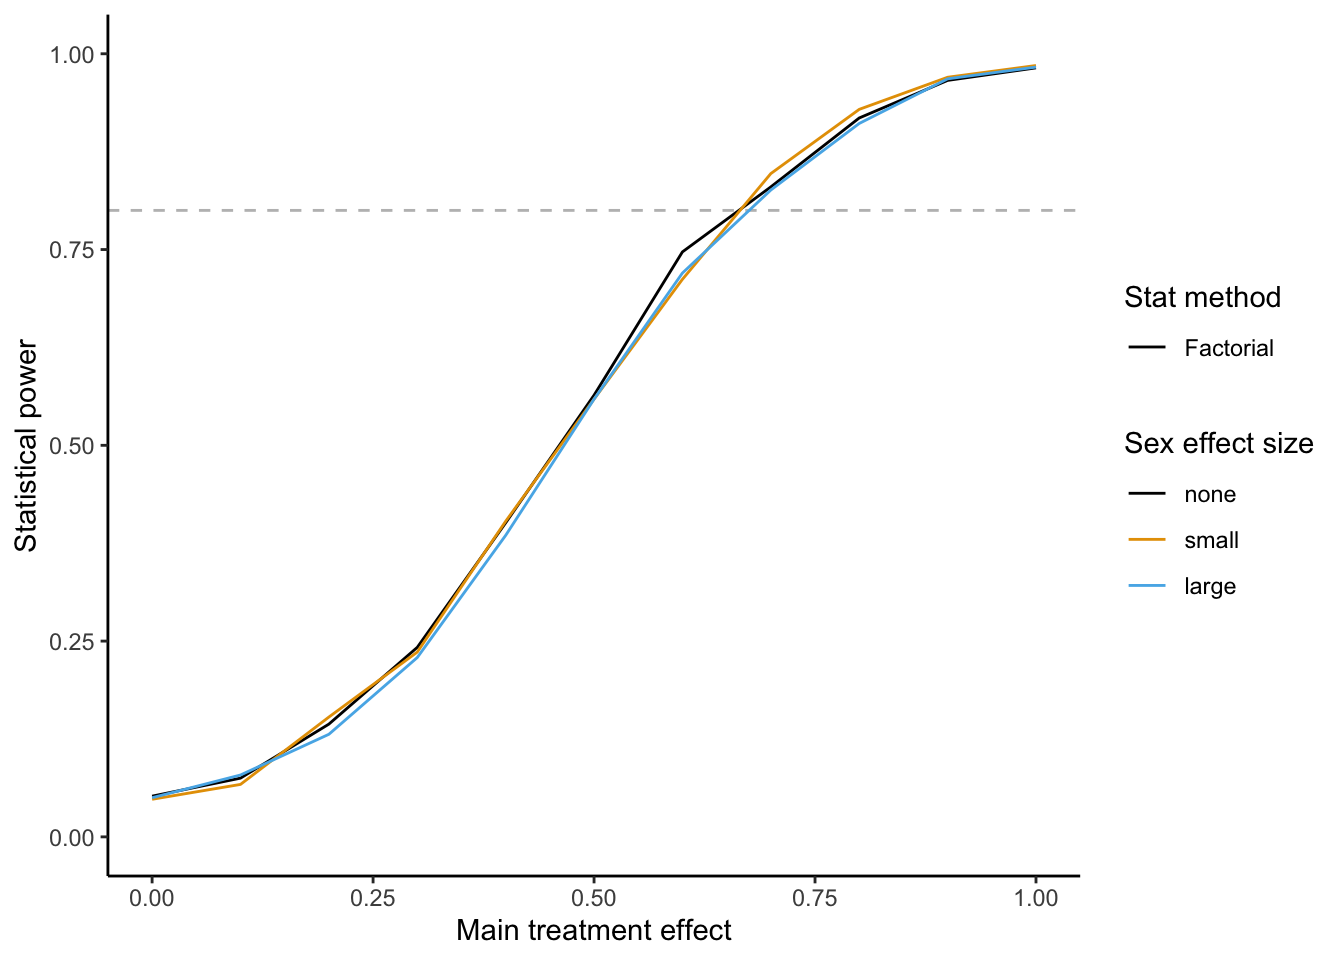 1.00
0.75
0.50
0.25
0.00
Statistical power
0.00 0.25 0.50 0.75 1.00
Main treatment effect
Stat method
Factorial
Sex effect size
none
small
large